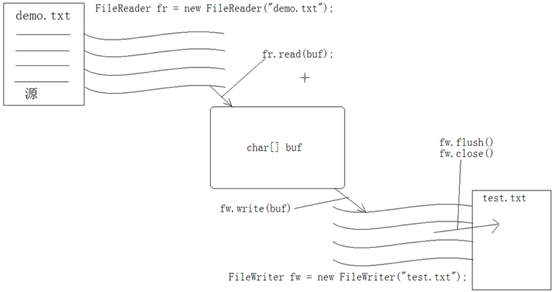 FileReader fr = new FileReader("demo.txt");
demo.txt
源
fr.read(buf);
char[] buf
fw.write(buf)
fw.flush()
fw.close()
test.txt
FileWriter fw = new FileWriter("test.txt");